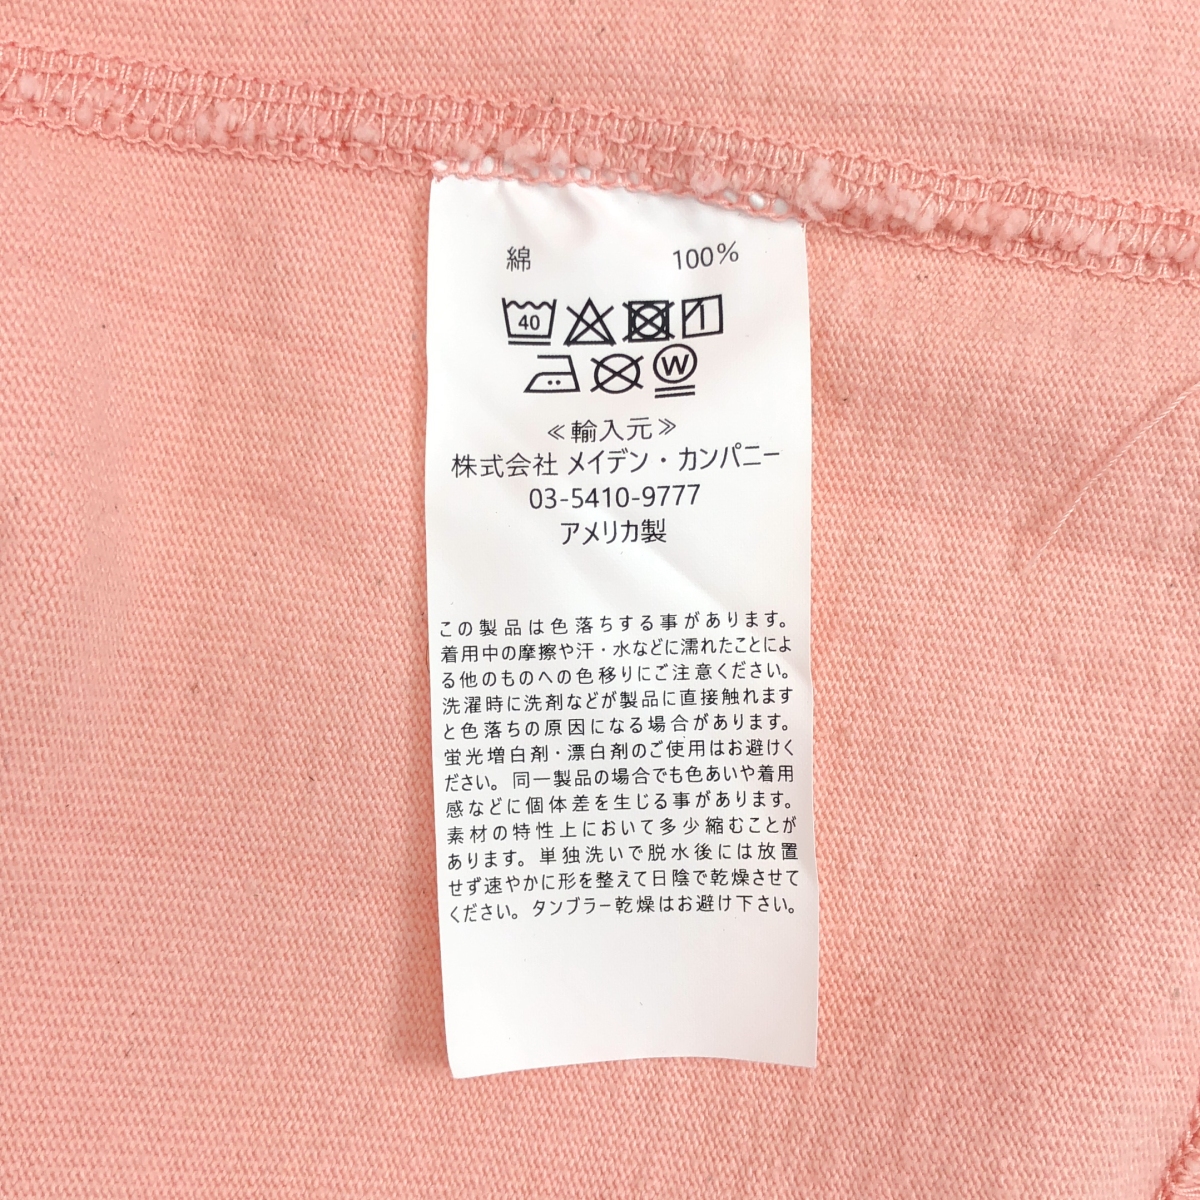 綿 100%
40
W
≪輸入元≫
株式会社 メイデン・カンパニー
03-5410-9777
アメリカ製
この製品は色落ちする事があります。
着用中の摩擦や汗・水などに濡れたことによ
る他のものへの色移りにご注意ください。
洗濯時に洗剤などが製品に直接触れます
と色落ちの原因になる場合があります。
蛍光増白剤・漂白剤のご使用はお避けく
ださい。同一製品の場合でも色あいや着用
感などに個体差を生じる事があります。
素材の特性上において多少縮むことが
あります。単独洗いで脱水後には放置
せず速やかに形を整えて日陰で乾燥させて
ください。タンブラー乾燥はお避け下さい。